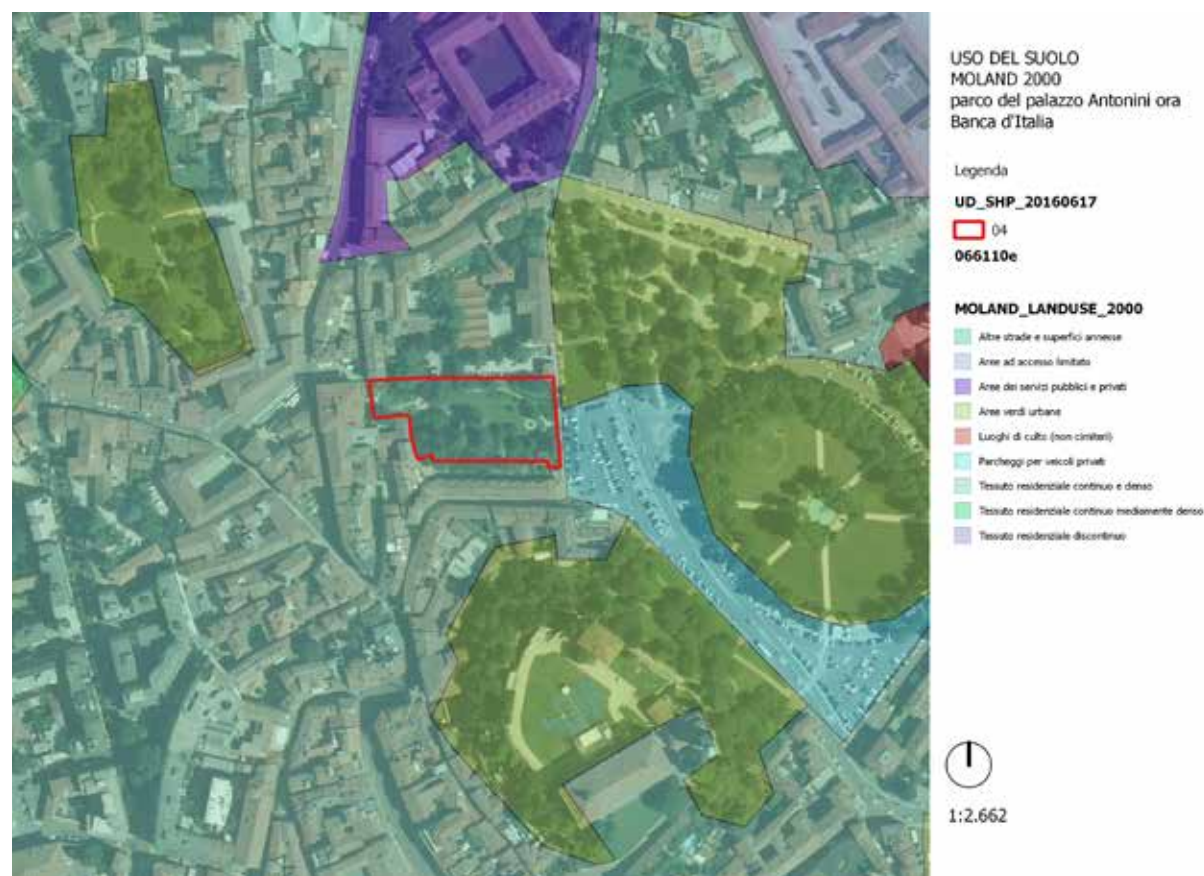 USO DEL SUOLO
MOLAND 2000
parco del palazzo Antonini ora
Banca d'Italia
Legenda
UD_SHP_20160617
04
066110e
MOLAND_LANDUSE_2000
Altre strade e superfici annesse
Aree ad accesso limitato
Aree dei servizi pubblici e privati
Aree verdi urbane
Luoghi di culto (non cimiteri)
Parcheggi per veicoli privati
Tessuto residenziale continuo e denso
Tessuto residenziale continuo mediamente denso
Tessuto residenziale discontinuo
1:2.662